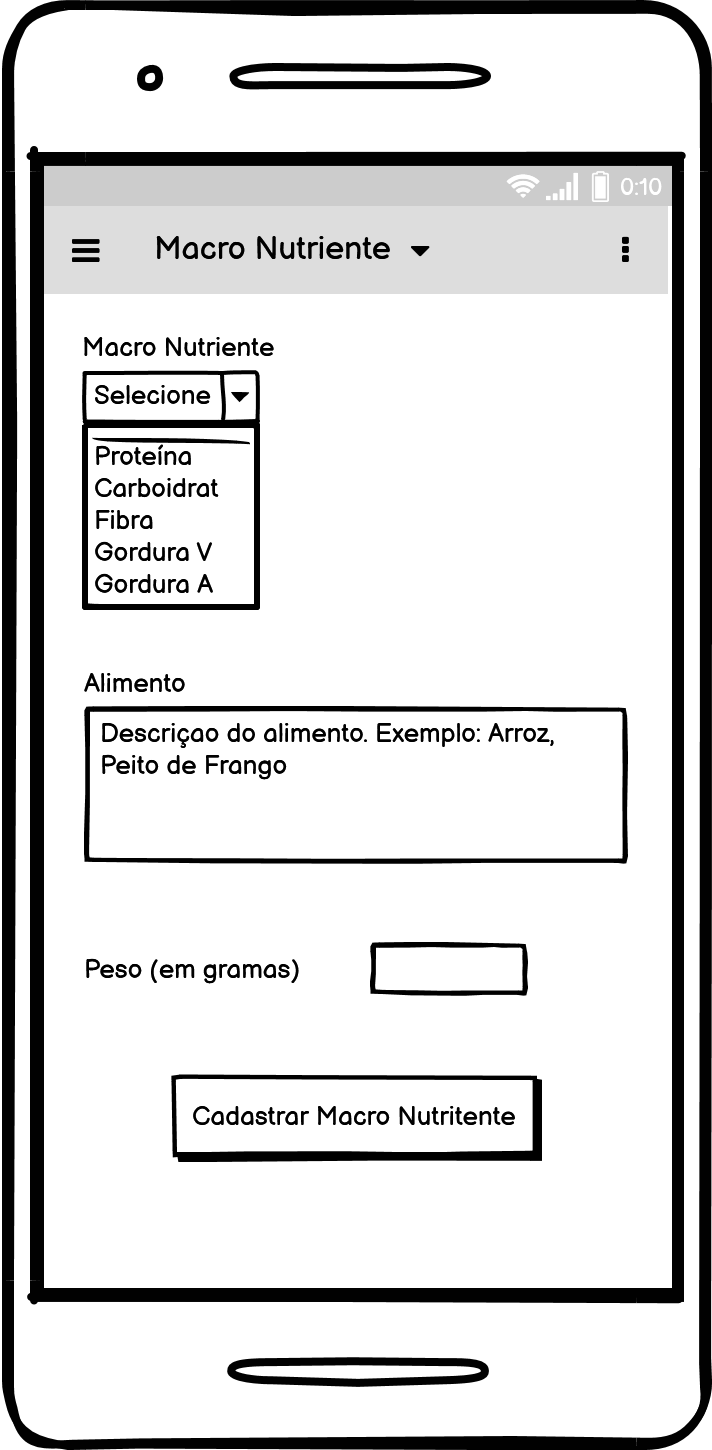 0:10
Macro Nutriente
Macro Nutriente
Selecione
Proteína
Carboidrat
Fibra
Gordura V
Gordura A
Alimento
Descriçao do alimento. Exemplo: Arroz,
Peito de Frango
Peso (em gramas)
Cadastrar Macro Nutritente